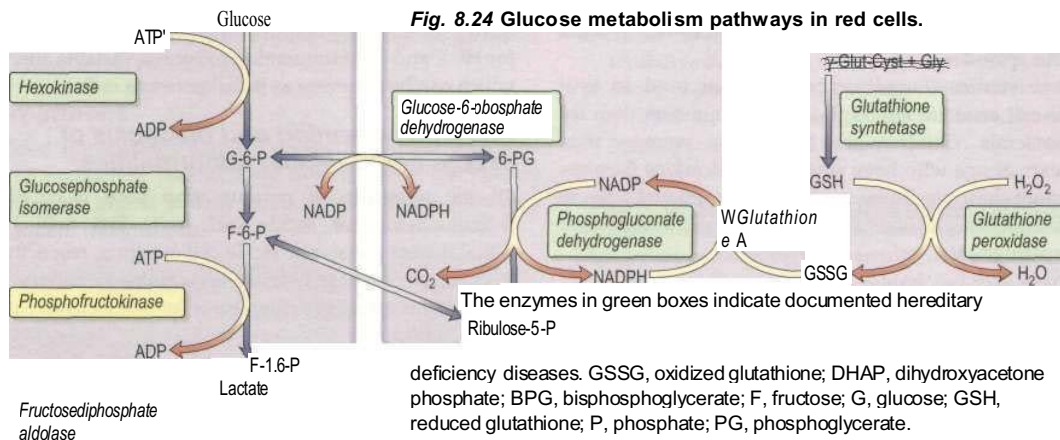 Fig. 8.24 Glucose metabolism pathways in red cells.
Glucose
ATP'
Hexokinase
ADP
Glucose-6-obosphate
dehydrogenase
γ-Glut-Cyst + Gly
Glutathione
synthetase
G-6-P
6-PG
Glucosephosphate
isomerase
NADP
NADPH
NADP
GSH
H2O2
F-6-P
Phosphogluconate
dehydrogenase
WGlutathion
e A
Glutathione
peroxidase
ATP
CO2
NADPH
GSSG
H2O
Phosphofructokinase
The enzymes in green boxes indicate documented hereditary
Ribulose-5-P
ADP
F-1.6-P
Lactate
deficiency diseases. GSSG, oxidized glutathione; DHAP, dihydroxyacetone
phosphate; BPG, bisphosphoglycerate; F, fructose; G, glucose; GSH,
reduced glutathione; P, phosphate; PG, phosphoglycerate.
Fructosediphosphate
aldolase